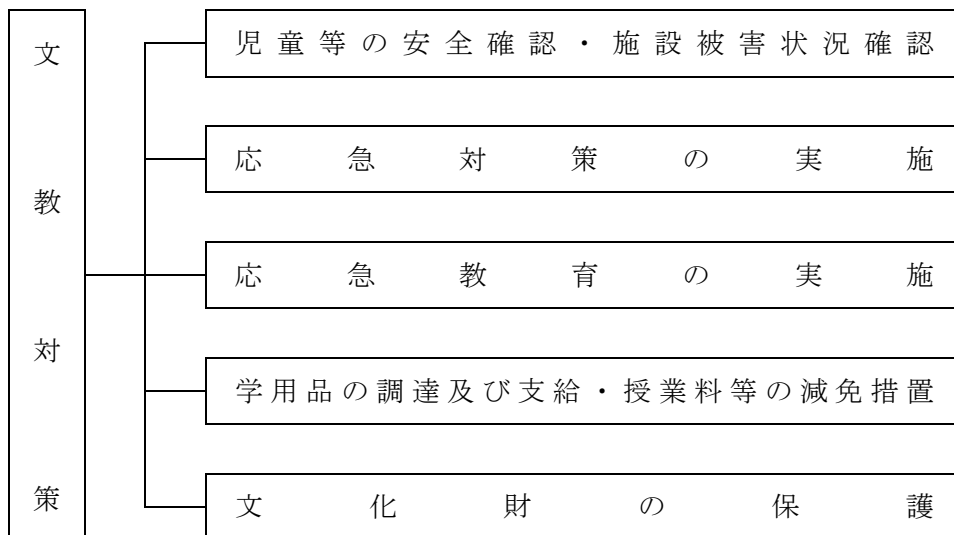 文教対策
児童等の安全確認・施設被害状況確認
応急対策の実施
応急教育の実施
学用品の調達及び支給・授業料等の減免措置
文化財の保護